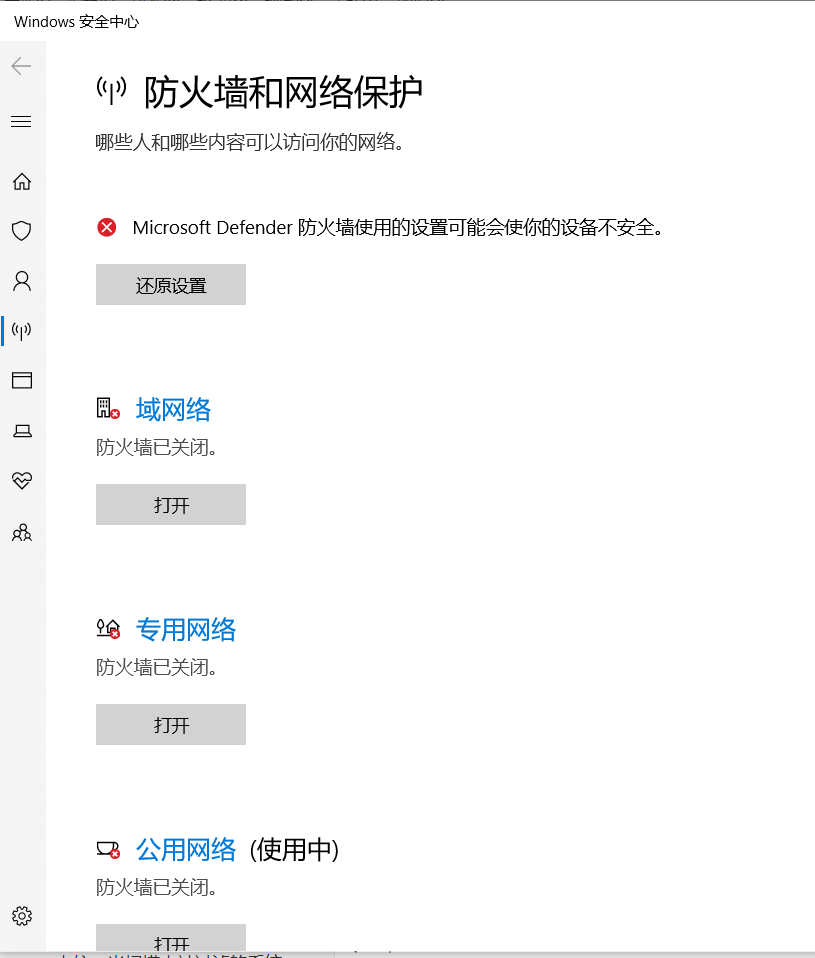 Windows 安全中心
防火墙和网络保护
哪些人和哪些内容可以访问你的网络。
Microsoft Defender 防火墙使用的设置可能会使你的设备不安全。
还原设置
域网络
防火墙已关闭。
打开
专用网络
防火墙已关闭。
打开
公用网络 (使用中)
防火墙已关闭。
打开